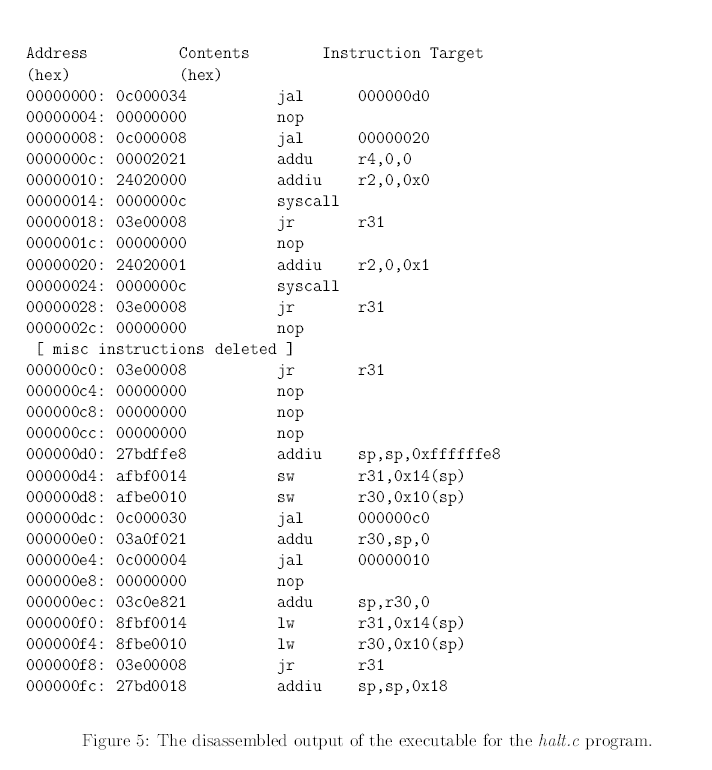 Address Contents Instruction Target
(hex) (hex)
00000000: 0c000034 jal 000000d0
00000004: 00000000 nop
00000008: 0c000008 jal 00000020
0000000c: 00002021 addu r4,0,0
00000010: 24020000 addiu r2,0,0x0
00000014: 0000000c syscall
00000018: 03e00008 jr r31
0000001c: 00000000 nop
00000020: 24020001 addiu r2,0,0x1
00000024: 0000000c syscall
00000028: 03e00008 jr r31
0000002c: 00000000 nop
[ misc instructions deleted ]
000000c0: 03e00008 jr r31
000000c4: 00000000 nop
000000c8: 00000000 nop
000000cc: 00000000 nop
000000d0: 27bdffe8 addiu sp,sp,0xffffffe8
000000d4: afbf0014 sw r31,0x14(sp)
000000d8: afbe0010 sw r30,0x10(sp)
000000dc: 0c000030 jal 000000c0
000000e0: 03a0f021 addu r30,sp,0
000000e4: 0c000004 jal 00000010
000000e8: 00000000 nop
000000ec: 03c0e821 addu sp,r30,0
000000f0: 8fbf0014 lw r31,0x14(sp)
000000f4: 8fbe0010 lw r30,0x10(sp)
000000f8: 03e00008 jr r31
000000fc: 27bd0018 addiu sp,sp,0x18
Figure 5: The disassembled output of the executable for the halt.c program.